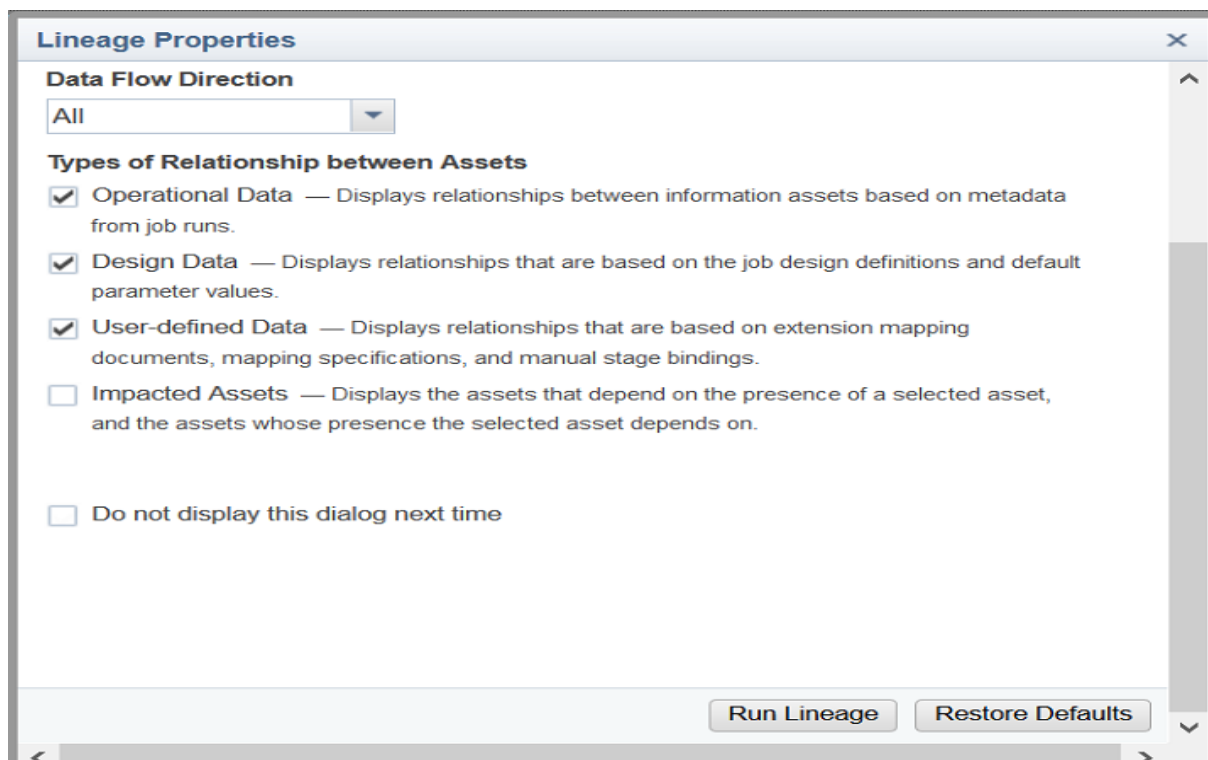 Lineage Properties
Data Flow Direction
All
Types of Relationship between Assets
Operational Data — Displays relationships between information assets based on metadata
from job runs.
Design Data — Displays relationships that are based on the job design definitions and default
parameter values.
User-defined Data — Displays relationships that are based on extension mapping
documents, mapping specifications, and manual stage bindings.
Impacted Assets — Displays the assets that depend on the presence of a selected asset,
and the assets whose presence the selected asset depends on.
Do not display this dialog next time
Run Lineage Restore Defaults